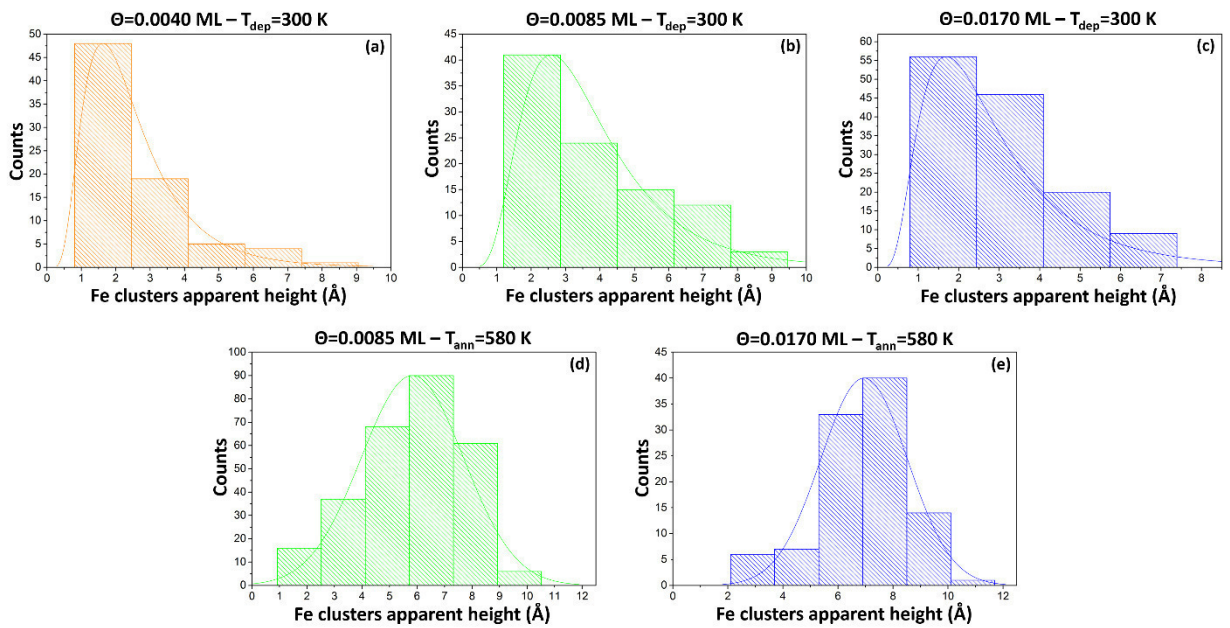 Θ=0.0040 ML – Tdep=300 K
(a)
Counts
50
45
40
35
30
25
20
15
10
5
0
0 1 2 3 4 5 6 7 8 9 10
Fe clusters apparent height (Å)
Θ=0.0085 ML – Tdep=300 K
(b)
Counts
45
40
35
30
25
20
15
10
5
0
0 1 2 3 4 5 6 7 8 9 10
Fe clusters apparent height (Å)
Θ=0.0170 ML – Tdep=300 K
(c)
Counts
60
55
50
45
40
35
30
25
20
15
10
5
0
0 1 2 3 4 5 6 7 8
Fe clusters apparent height (Å)
Θ=0.0085 ML – Tann=580 K
(d)
Counts
100
90
80
70
60
50
40
30
20
10
0
0 1 2 3 4 5 6 7 8 9 10 11 12
Fe clusters apparent height (Å)
Θ=0.0170 ML – Tann=580 K
(e)
Counts
45
40
35
30
25
20
15
10
5
0
0 2 4 6 8 10 12
Fe clusters apparent height (Å)